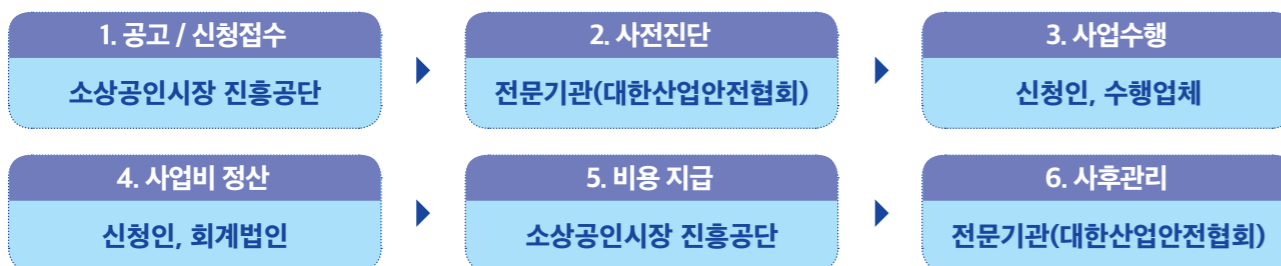 1. 공고 / 신청접수
소상공인시장 진흥공단
2. 사전진단
전문기관(대한산업안전협회)
3. 사업수행
신청인, 수행업체
4. 사업비 정산
신청인, 회계법인
5. 비용 지급
소상공인시장 진흥공단
6. 사후관리
전문기관(대한산업안전협회)